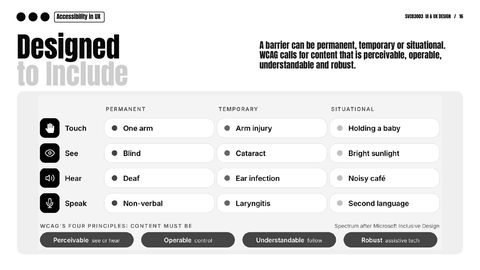 Accessibility in UX
SVCB3003 UI & UX DESIGN / 16
Designed
to Include
A barrier can be permanent, temporary or situational.
WCAG calls for content that is perceivable, operable,
understandable and robust.
PERMANENT TEMPORARY SITUATIONAL
Touch One arm Arm injury Holding a baby
See Blind Cataract Bright sunlight
Hear Deaf Ear infection Noisy café
Speak Non-verbal Laryngitis Second language
WCAG'S FOUR PRINCIPLES: CONTENT MUST BE Spectrum after Microsoft Inclusive Design
Perceivable see or hear Operable control Understandable follow Robust assistive tech